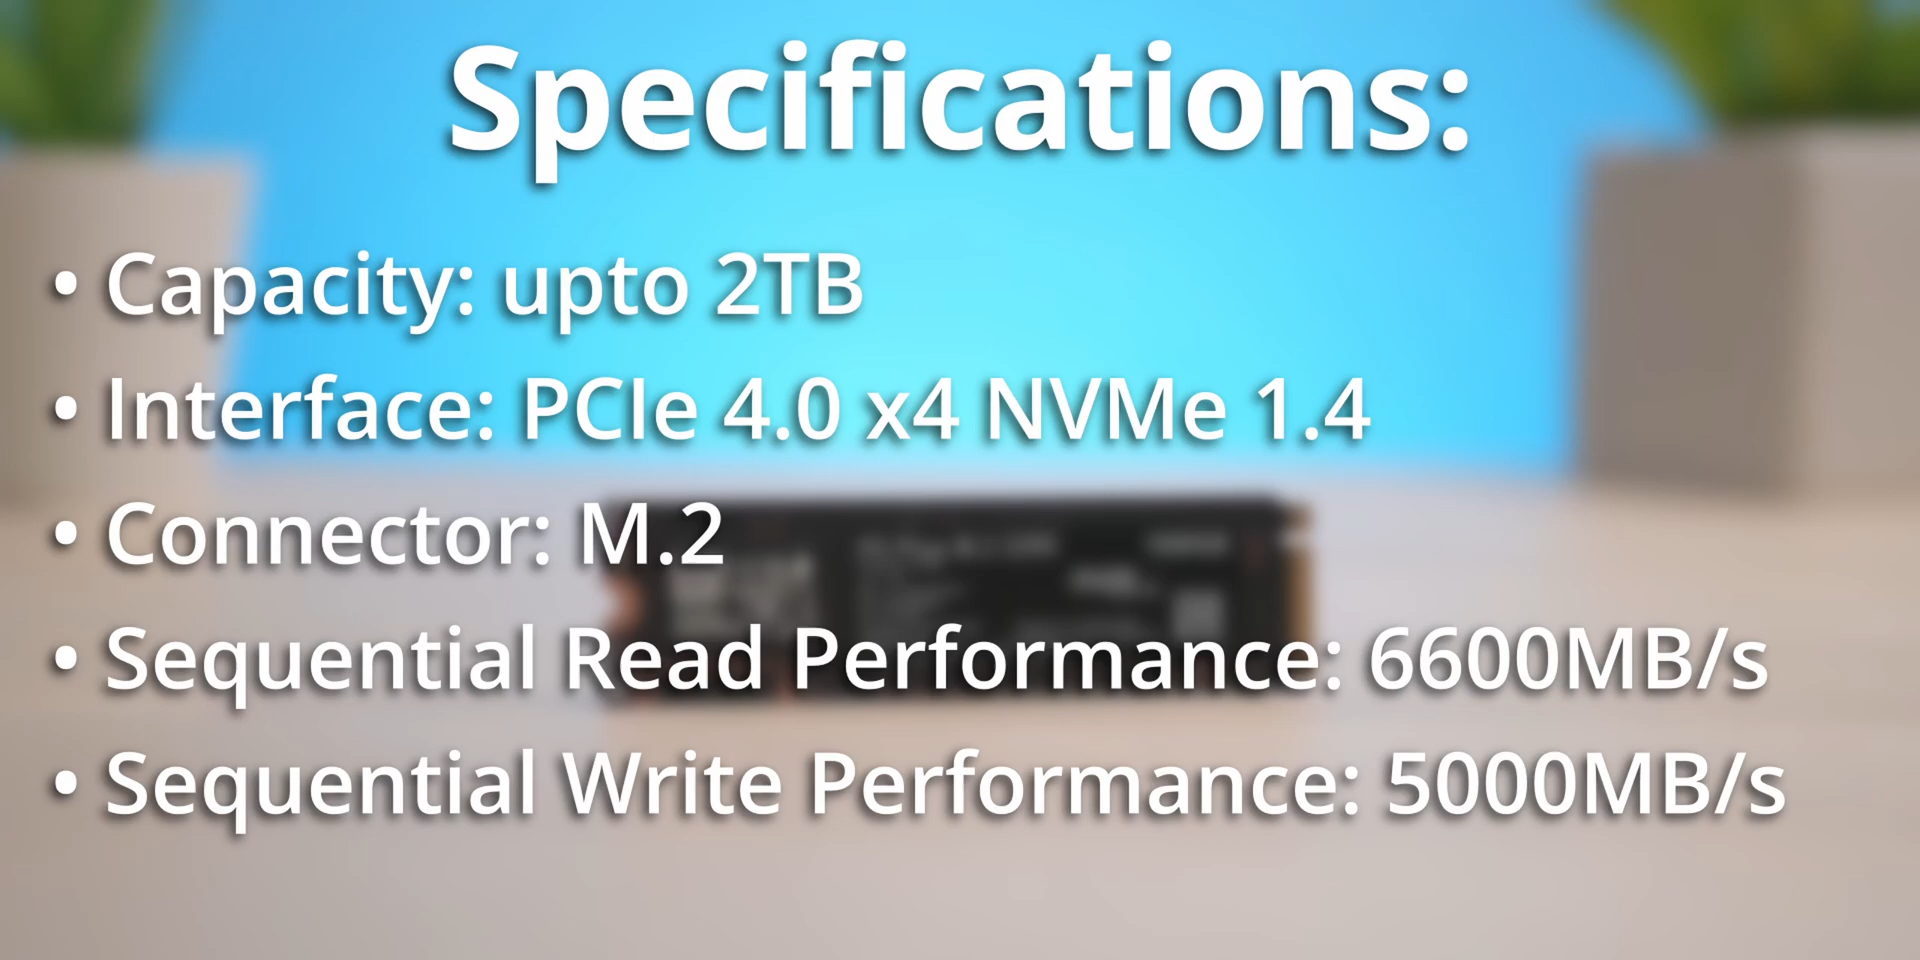 Specifications:
• Capacity: upto 2TB
• Interface: PCIe 4.0 x4 NVMe 1.4
• Connector: M.2
• Sequential Read Performance: 6600MB/s
• Sequential Write Performance: 5000MB/s